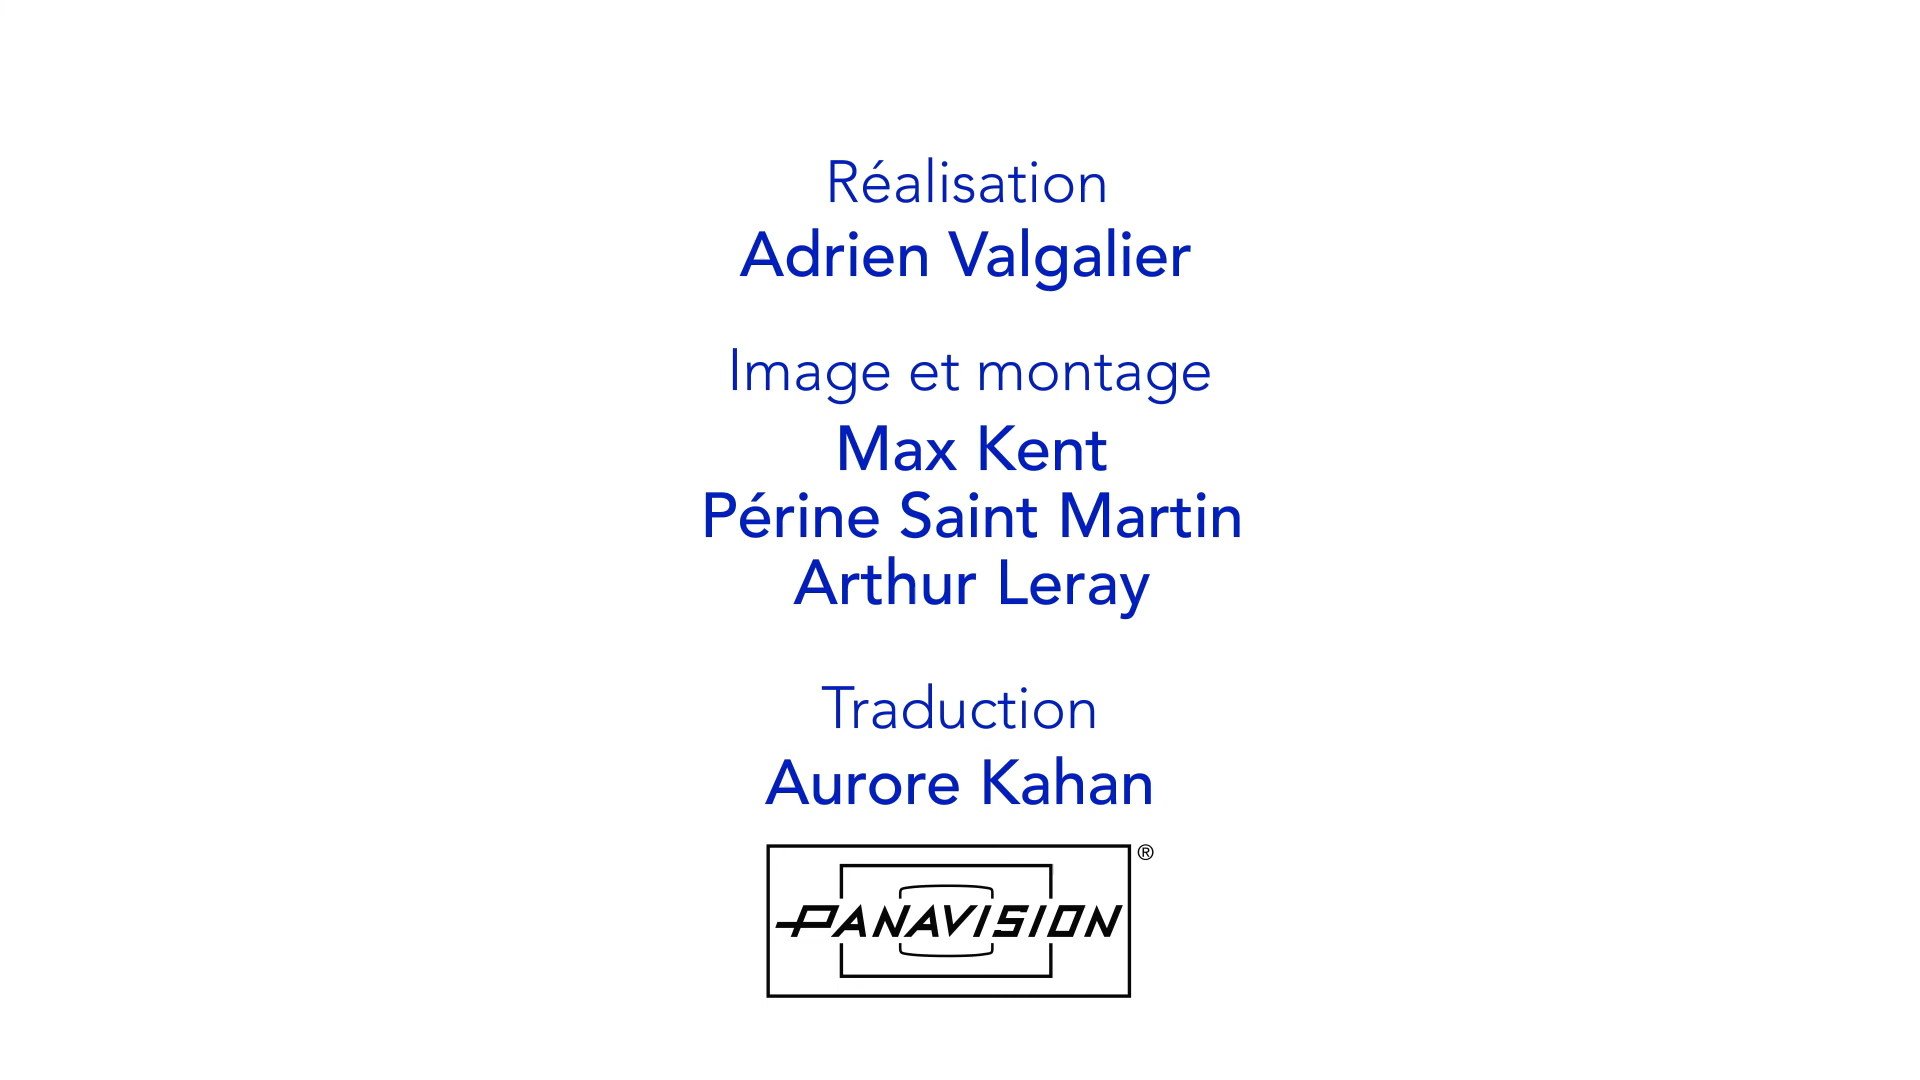 Réalisation
Adrien Valgalier
Image et montage
Max Kent
Périne Saint Martin
Arthur Leray
Traduction
Aurore Kahan
PANAVISION ®